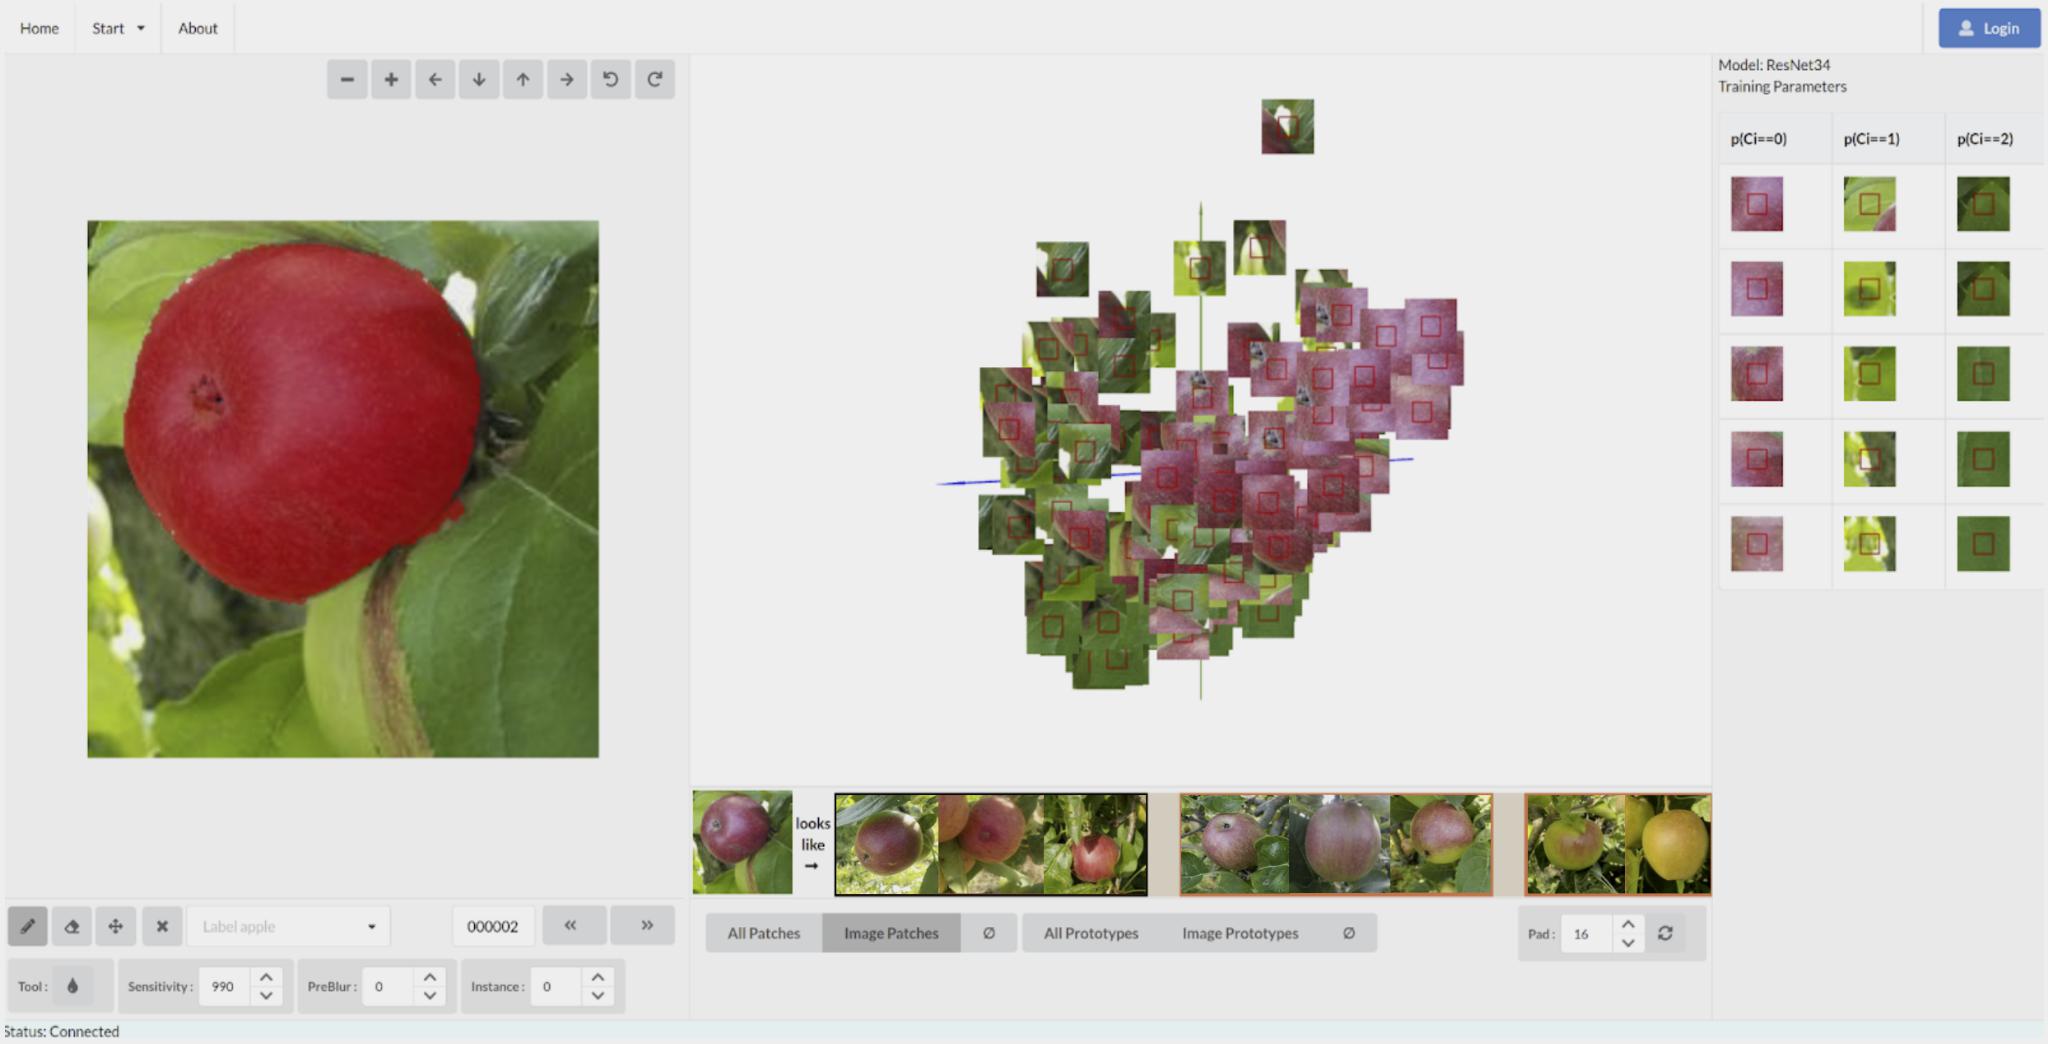 Home Start About Login
Model: ResNet34
Training Parameters
p(Ci==0) p(Ci==1) p(Ci==2)
looks
like
→
Label apple 000002 « »
All Patches Image Patches ∅ All Prototypes Image Prototypes ∅ Pad: 16
Tool: Sensitivity: 990 PreBlur: 0 Instance: 0
Status: Connected